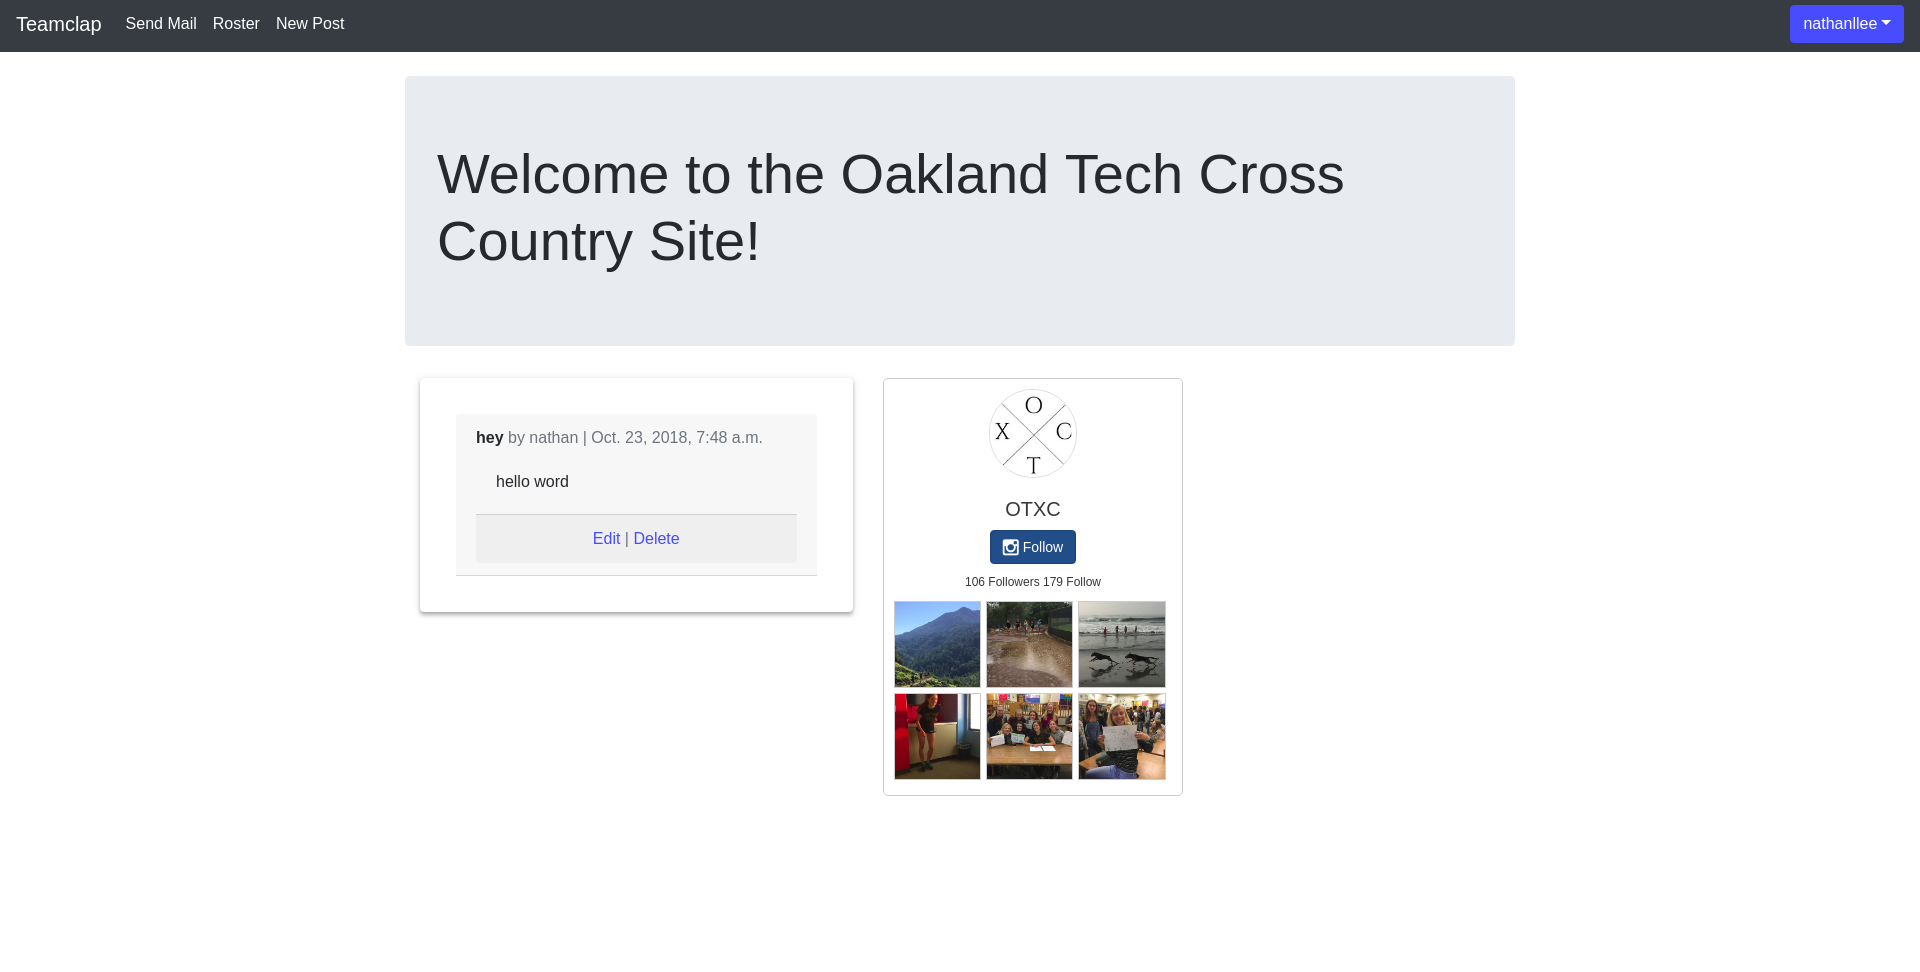 Teamclap Send Mail Roster New Post nathanllee
Welcome to the Oakland Tech Cross
Country Site!
hey by nathan | Oct. 23, 2018, 7:48 a.m.
hello word
Edit | Delete
O
X C
T
OTXC
Follow
106 Followers 179 Follow